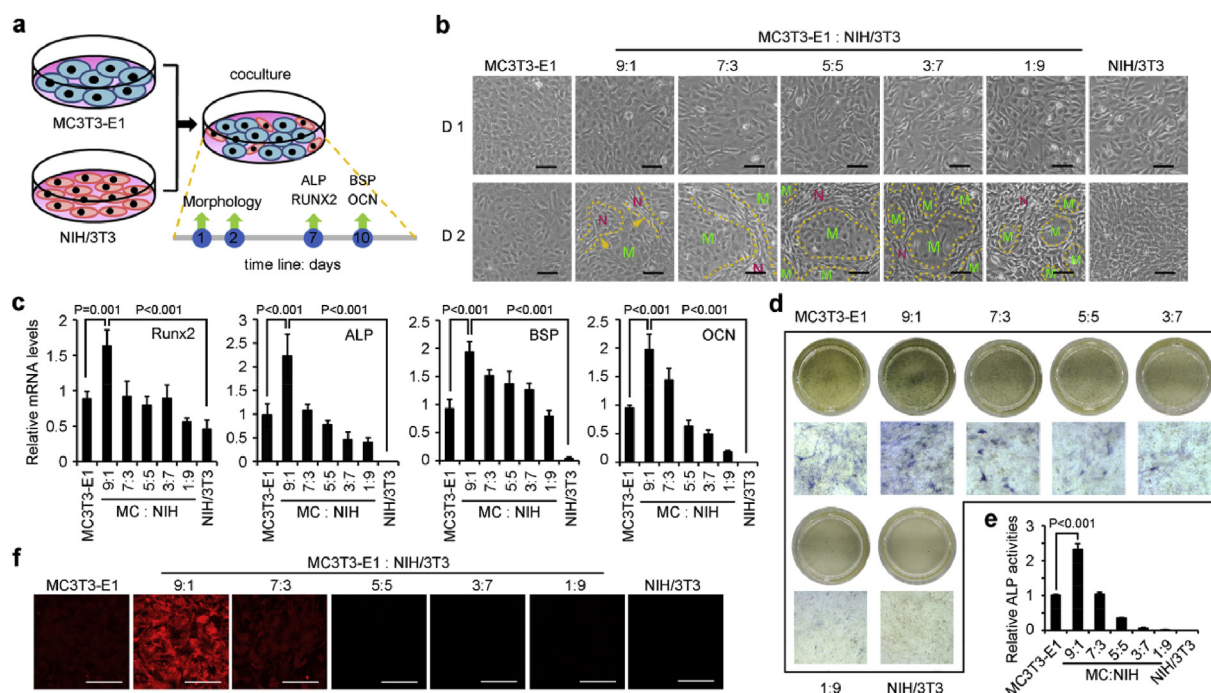 a
MC3T3-E1
NIH/3T3
coculture
Morphology
ALP
RUNX2
BSP
OCN
1 2 7 10
time line: days
b
MC3T3-E1 : NIH/3T3
MC3T3-E1 9:1 7:3 5:5 3:7 1:9 NIH/3T3
D 1
D 2
N M
M N
M N M M M
M M M M N M
N M M M M
c
P=0.001 P<0.001
Runx2
Relative mRNA levels
2
1.5
1
0.5
0
MC3T3-E1 9:1 7:3 5:5 3:7 1:9 NIH/3T3
MC : NIH
P<0.001 P<0.001
ALP
3
2.5
2
1.5
1
0.5
0
MC3T3-E1 9:1 7:3 5:5 3:7 1:9 NIH/3T3
MC : NIH
P<0.001 P<0.001
BSP
2.5
2
1.5
1
0.5
0
MC3T3-E1 9:1 7:3 5:5 3:7 1:9 NIH/3T3
MC : NIH
P<0.001 P<0.001
OCN
2.5
2
1.5
1
0.5
0
MC3T3-E1 9:1 7:3 5:5 3:7 1:9 NIH/3T3
MC : NIH
d
MC3T3-E1 9:1 7:3 5:5 3:7
1:9 NIH/3T3
e
P<0.001
Relative ALP activities
3
2
1
0
MC3T3-E1 9:1 7:3 5:5 3:7 1:9 NIH/3T3
MC:NIH
f
MC3T3-E1 : NIH/3T3
MC3T3-E1 9:1 7:3 5:5 3:7 1:9 NIH/3T3